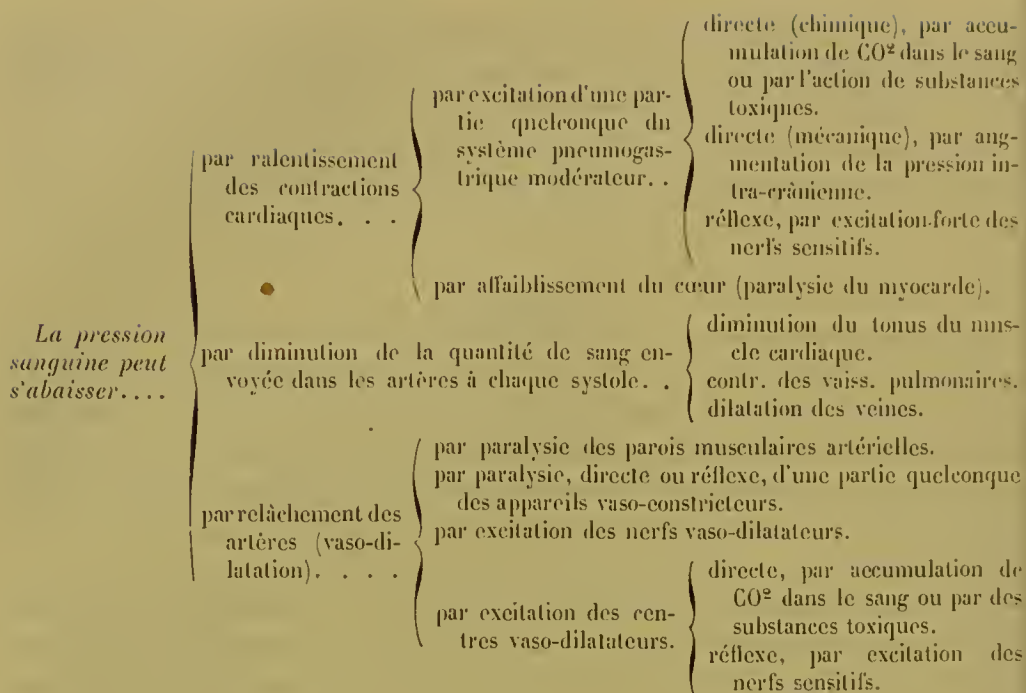 La pression
sanguine peut
s'abaisser....
par ralentissement
des contractions
cardiaques. . .
par excitation d'une par-
tie quelconque du
système pneumogas-
trique modérateur. .
directe (chimique), par accu-
mulation de CO² dans le sang
ou par l'action de substances
toxiques.
directe (mécanique), par aug-
mentation de la pression in-
tra-crânienne.
réflexe, par excitation forte des
nerfs sensitifs.
par affaiblissement du cœur (paralysie du myocarde).
par diminution de la quantité de sang en-
voyée dans les artères à chaque systole. .
diminution du tonus du mus-
cle cardiaque.
contr. des vaiss. pulmonaires.
dilatation des veines.
par relâchement des
artères (vaso-di-
latation). . . .
par paralysie des parois musculaires artérielles.
par paralysie, directe ou réflexe, d'une partie quelconque
des appareils vaso-constricteurs.
par excitation des nerfs vaso-dilatateurs.
par excitation des cen-
tres vaso-dilatateurs.
directe, par accumulation de
CO² dans le sang ou par des
substances toxiques.
réflexe, par excitation des
nerfs sensitifs.